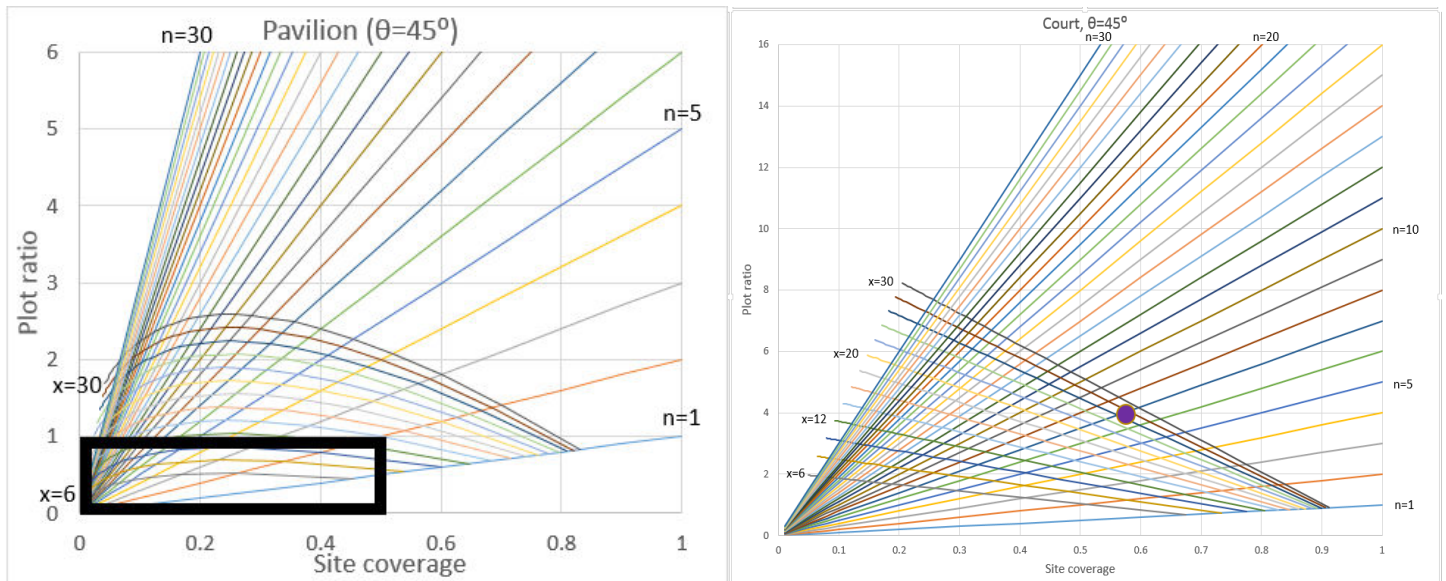 Pavilion (θ=45⁰)
n=30
6
5
4
3
2
1
0
Plot ratio
n=5
n=1
x=30
x=6
0
0.2
0.4
0.6
0.8
1
Site coverage
Court, θ=45⁰
n=30
n=20
16
14
12
10
8
6
4
2
0
Plot ratio
x=30
x=20
x=12
x=6
n=10
n=5
n=1
0
0.1
0.2
0.3
0.4
0.5
0.6
0.7
0.8
0.9
1
Site coverage